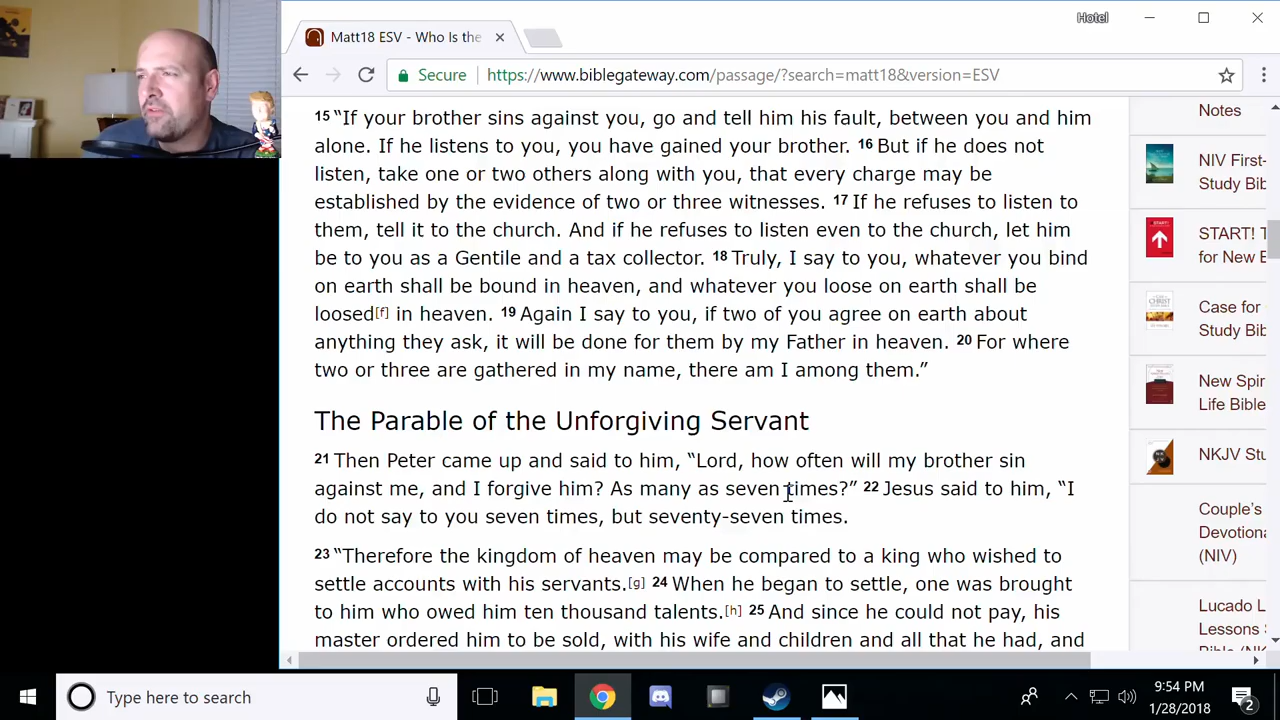 Hotel
Matt18 ESV - Who Is the
Secure
https://www.biblegateway.com/passage/?search=matt18&version=ESV
15 “If your brother sins against you, go and tell him his fault, between you and him
alone. If he listens to you, you have gained your brother. 16 But if he does not
listen, take one or two others along with you, that every charge may be
established by the evidence of two or three witnesses. 17 If he refuses to listen to
them, tell it to the church. And if he refuses to listen even to the church, let him
be to you as a Gentile and a tax collector. 18 Truly, I say to you, whatever you bind
on earth shall be bound in heaven, and whatever you loose on earth shall be
loosed[f] in heaven. 19 Again I say to you, if two of you agree on earth about
anything they ask, it will be done for them by my Father in heaven. 20 For where
two or three are gathered in my name, there am I among them.”
The Parable of the Unforgiving Servant
21 Then Peter came up and said to him, “Lord, how often will my brother sin
against me, and I forgive him? As many as seven times?” 22 Jesus said to him, “I
do not say to you seven times, but seventy-seven times.
23 “Therefore the kingdom of heaven may be compared to a king who wished to
settle accounts with his servants.[g] 24 When he began to settle, one was brought
to him who owed him ten thousand talents.[h] 25 And since he could not pay, his
master ordered him to be sold, with his wife and children and all that he had, and
Notes
NIV First-
Study Bib
START! T
for New B
Case for
Study Bib
New Spir
Life Bible
NKJV Stu
Couple's
Devotiona
(NIV)
Lucado L
Lessons S
Bible (NK
Type here to search
9:54 PM
1/28/2018
2